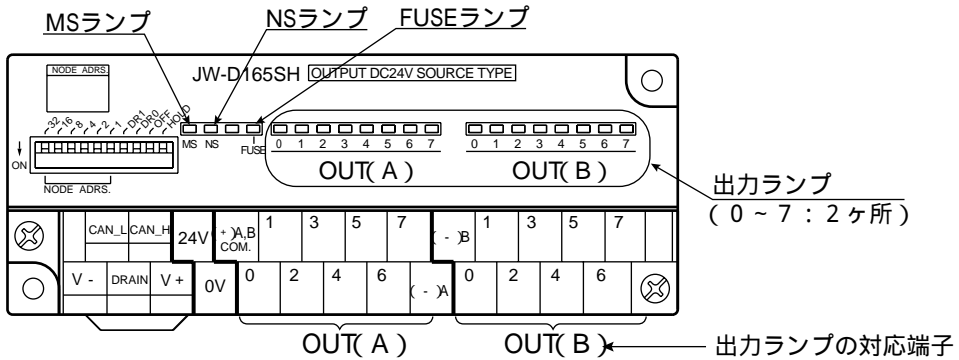 MSランプ NSランプ FUSEランプ
NODE ADRS.
JW-D165SH OUTPUT DC24V SOURCE TYPE
32 16 8 4 2 1 DR1 DR0 OFF HOLD
MS NS FUSE
ON
NODE ADRS.
0 1 2 3 4 5 6 7 0 1 2 3 4 5 6 7
OUT(A) OUT(B)
出力ランプ
(0~7:2ヶ所)
CAN_L CAN_H 24V (+)A,B COM. 1 3 5 7 (-)B 1 3 5 7
V- DRAIN V+ 0V 0 2 4 6 (-)A 0 2 4 6
OUT(A) OUT(B) 出力ランプの対応端子